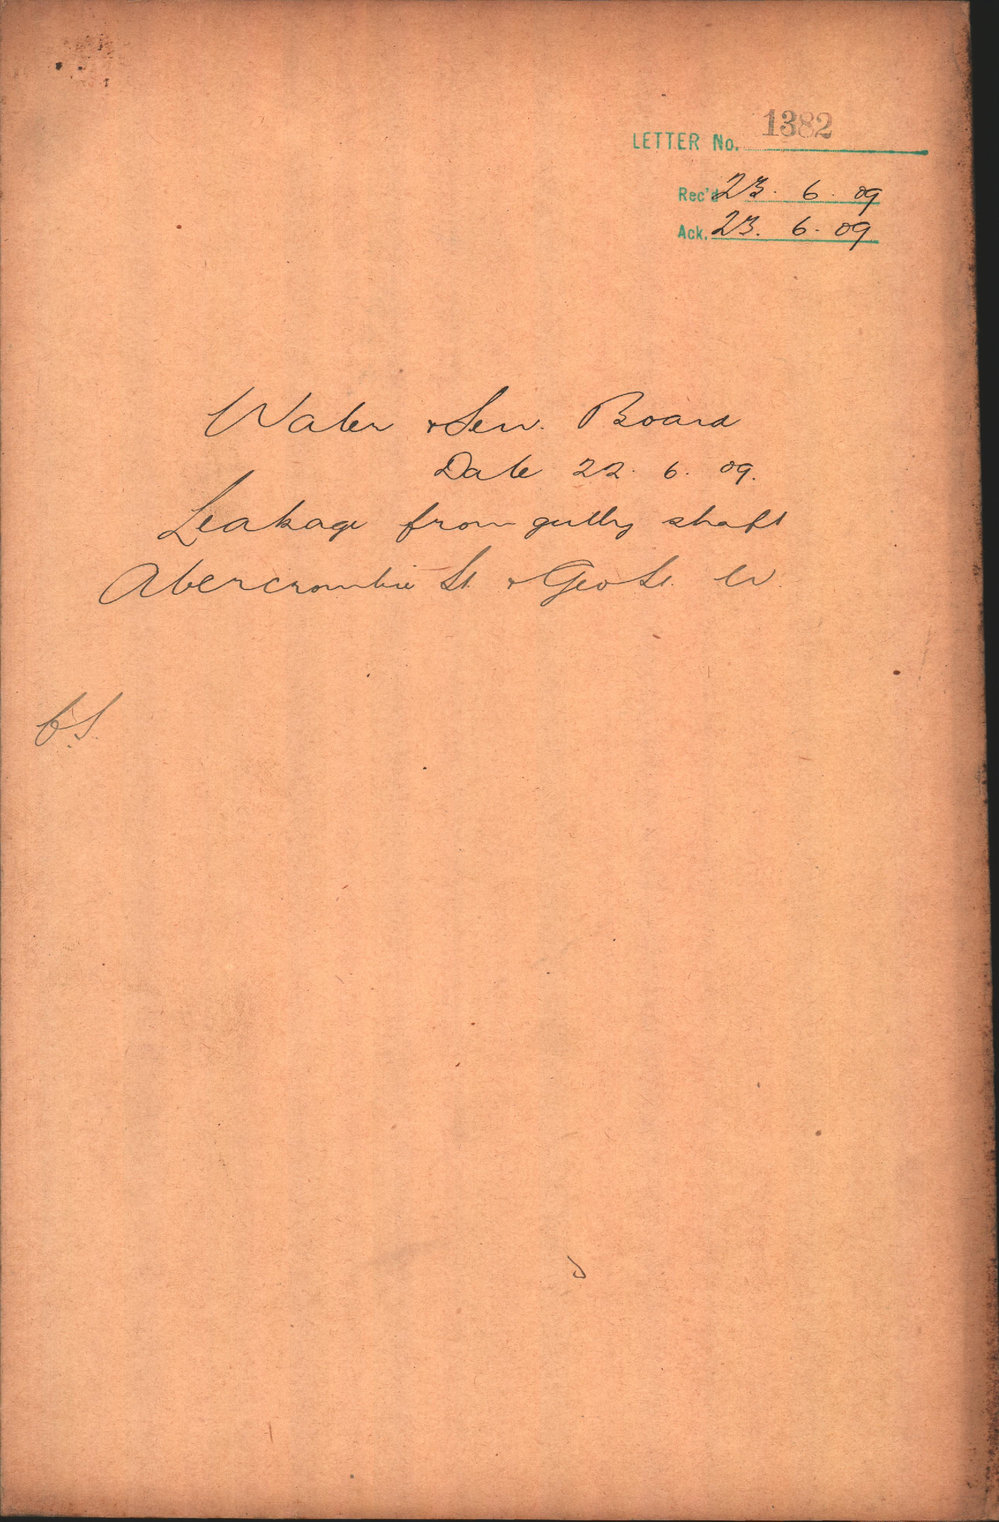 LETTER No. 1382
Rec'd 23. 6. 09
Ack. 23. 6. 09
Water & Sew. Board
Date 22. 6. 09.
Leakage from gully shaft
Abercrombie St & Geo St. W.
C.S.